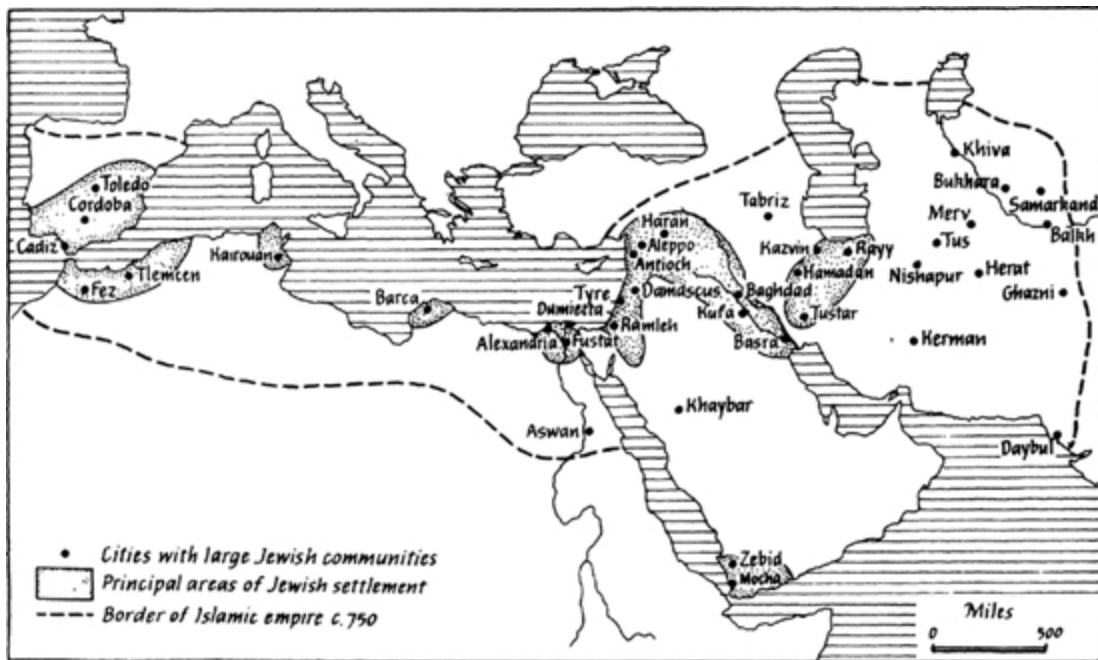 Toledo
Cordoba
Cadiz
Tlemcen
Fez
Kairouan
Barca
Dumietta
Alexandria
Fustat
Aswan
Tyre
Ramleh
Damascus
Haran
Aleppo
Antioch
Baghdad
Kufa
Basra
Khaybar
Zebid
Mocha
Tabriz
Kazvin
Rayy
Hamadan
Tustar
Khiva
Bukhara
Samarkand
Merv
Balkh
Tus
Nishapur
Herat
Ghazni
Kerman
Daybul
Cities with large Jewish communities
Principal areas of Jewish settlement
Border of Islamic empire c.750
Miles
0 500